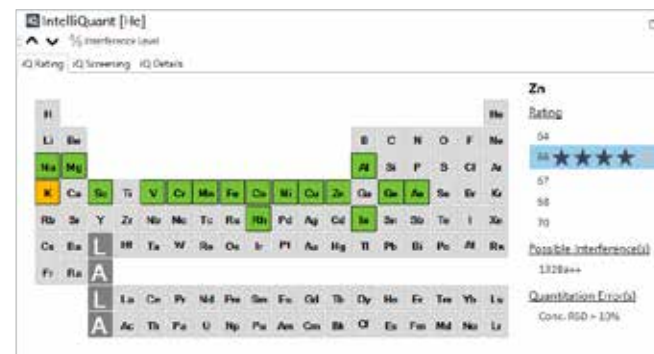 IntelliQuant [He]
Interference Level
iQ Rating iQ Screening iQ Details
Zn
H He Rating
Li Be B C N O F Ne 64
Na Mg Al Si P S Cl Ar 66 ★★★★
K Ca Sc Ti V Cr Mn Fe Co Ni Cu Zn Ga Ge As Se Br Kr 67
68
Rb Sr Y Zr Nb Mo Tc Ru Rh Pd Ag Cd In Sn Sb Te I Xe 70
Cs Ba L Hf Ta W Re Os Ir Pt Au Hg Tl Pb Bi Po At Rn Possible Interference(s)
Fr Ra A 132Ba++
L La Ce Pr Nd Pm Sm Eu Gd Tb Dy Ho Er Tm Yb Lu Quantitation Error(s)
A Ac Th Pa U Np Pu Am Cm Bk Cf Es Fm Md No Lr Conc. RSD > 10%